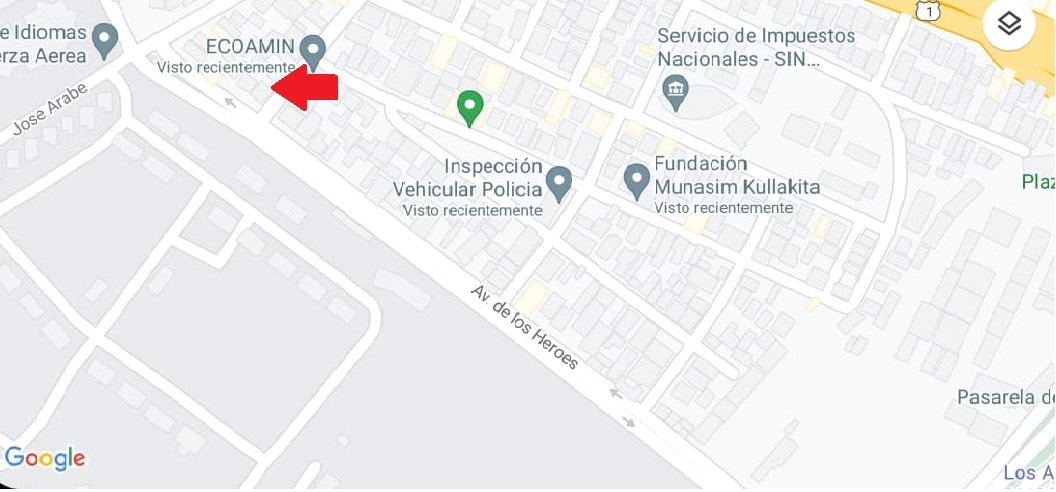 e Idiomas
erza Aerea
ECOAMIN
Visto recientemente
1
Servicio de Impuestos
Nacionales - SIN...
Jose Arabe
Inspección
Vehicular Policia
Visto recientemente
Fundación
Munasim Kullakita
Visto recientemente
Plaz
Av. de los Heroes
Pasarela de
Google
Los A